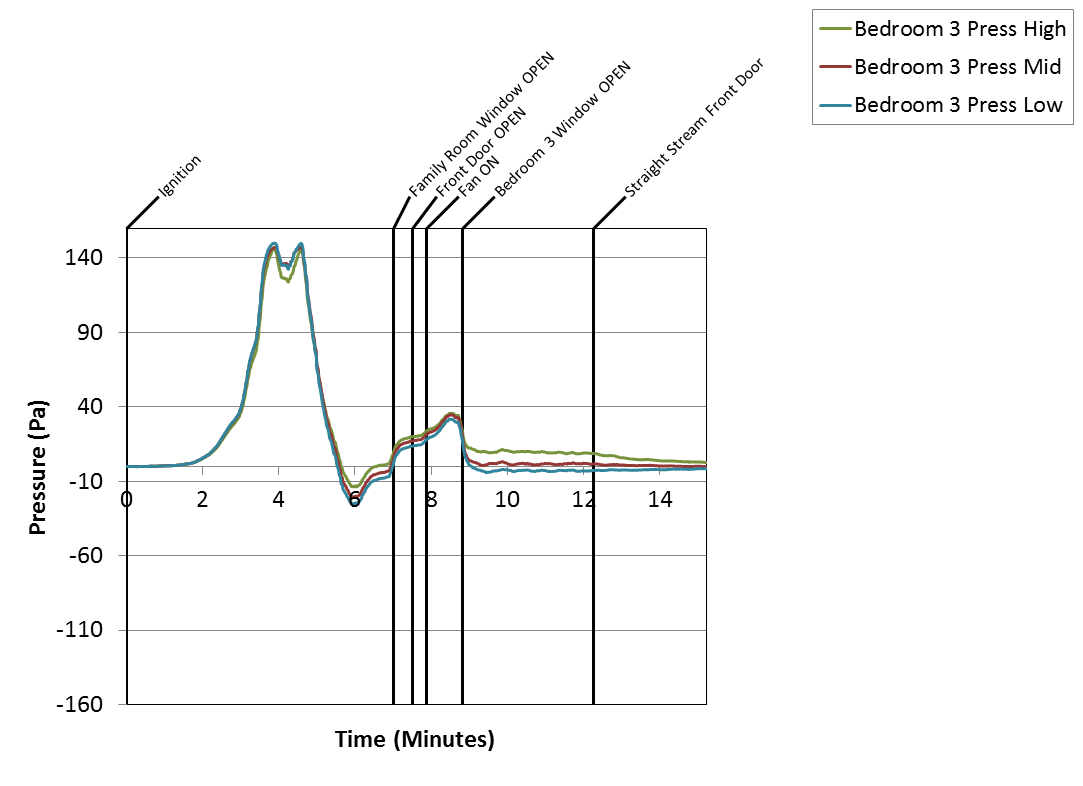 Bedroom 3 Press High
Bedroom 3 Press Mid
Bedroom 3 Press Low
Ignition
Family Room Window OPEN
Front Door OPEN
Fan ON
Bedroom 3 Window OPEN
Straight Stream Front Door
140
90
40
-10
-60
-110
-160
0
2
4
6
8
10
12
14
Pressure (Pa)
Time (Minutes)